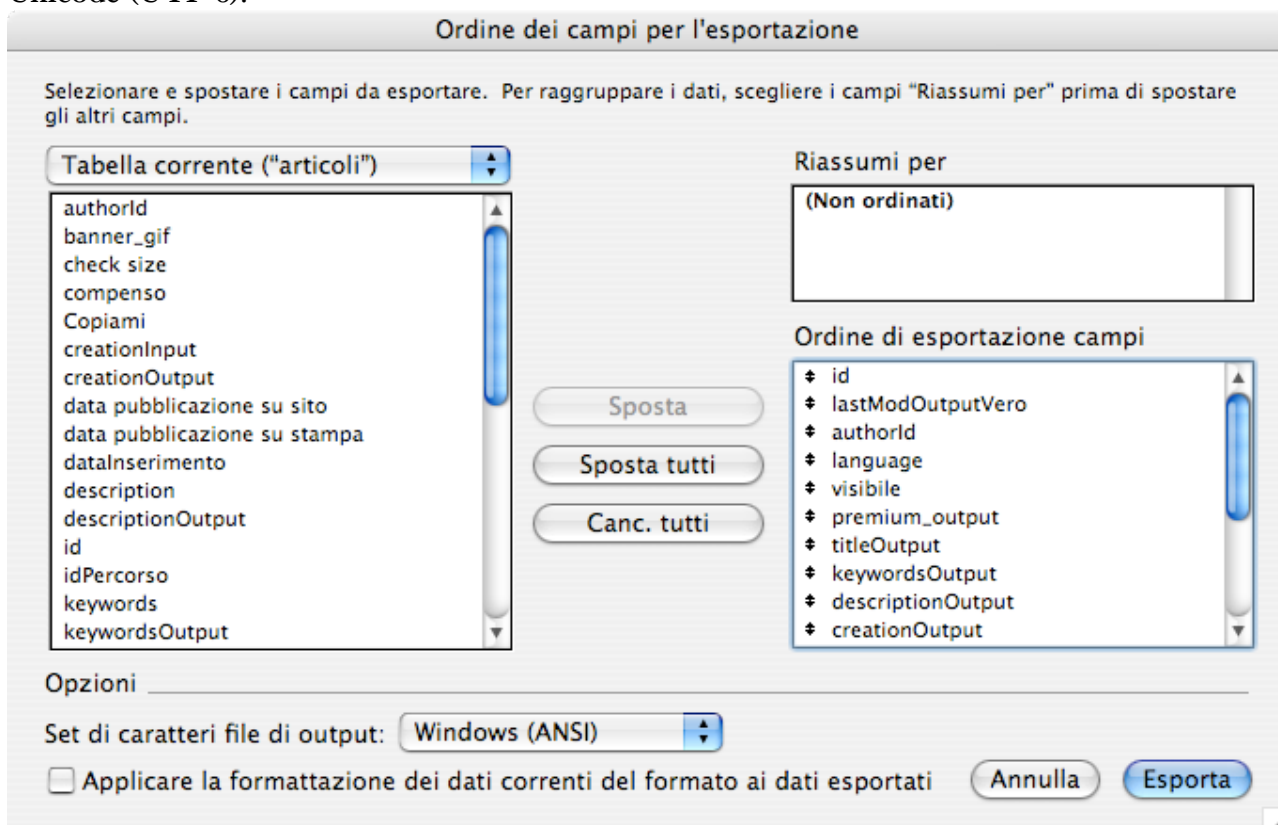 Unicode (UTF-8).
Ordine dei campi per l'esportazione
Selezionare e spostare i campi da esportare. Per raggruppare i dati, scegliere i campi “Riassumi per” prima di spostare
gli altri campi.
Tabella corrente (“articoli”)
authorId
banner_gif
check size
compenso
Copiami
creationInput
creationOutput
data pubblicazione su sito
data pubblicazione su stampa
dataInserimento
description
descriptionOutput
id
idPercorso
keywords
keywordsOutput
Sposta
Sposta tutti
Canc. tutti
Riassumi per
(Non ordinati)
Ordine di esportazione campi
id
lastModOutputVero
authorId
language
visibile
premium_output
titleOutput
keywordsOutput
descriptionOutput
creationOutput
Opzioni
Set di caratteri file di output: Windows (ANSI)
Applicare la formattazione dei dati correnti del formato ai dati esportati
Annulla
Esporta